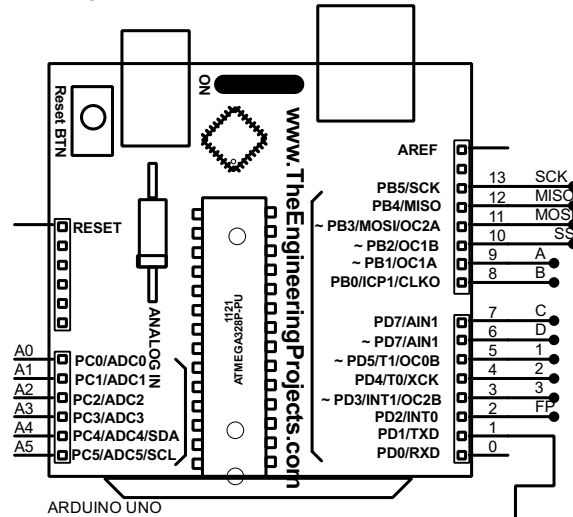 Reset BTN
ON
www.TheEngineeringProjects.com
AREF
PB5/SCK 13 SCK
PB4/MISO 12 MISO
~ PB3/MOSI/OC2A 11 MOS
~ PB2/OC1B 10 SS
~ PB1/OC1A 9 A
PB0/ICP1/CLKO 8 B
RESET
ANALOG IN
1121
ATMEGA328P-PU
PD7/AIN1 7 C
~ PD7/AIN1 6 D
~ PD5/T1/OC0B 5 1
PD4/T0/XCK 4 2
~ PD3/INT1/OC2B 3 3
PD2/INT0 2 FP
PD1/TXD 1
PD0/RXD 0
A0 PC0/ADC0
A1 PC1/ADC1
A2 PC2/ADC2
A3 PC3/ADC3
A4 PC4/ADC4/SDA
A5 PC5/ADC5/SCL
ARDUINO UNO